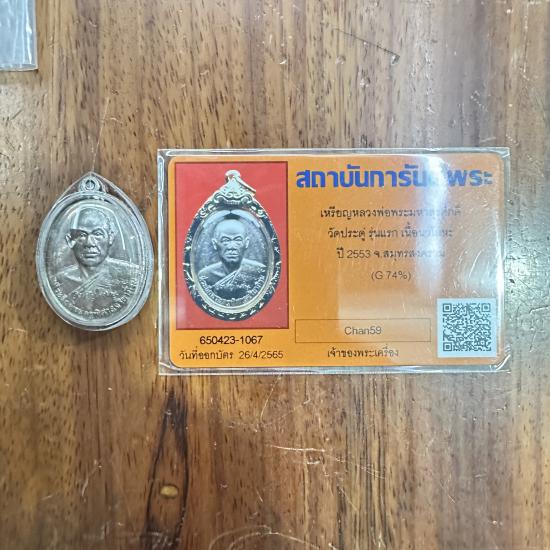 สถาบันการันตีพระ
เหรียญหลวงพ่อพระมหาสุรศักดิ์
วัดประดู่ รุ่นแรก เนื้อนวโลหะ
ปี 2553 จ.สมุทรสงคราม
(G 74%)
Chan59
เจ้าของพระเครื่อง
650423-1067
วันที่ออกบัตร 26/4/2565